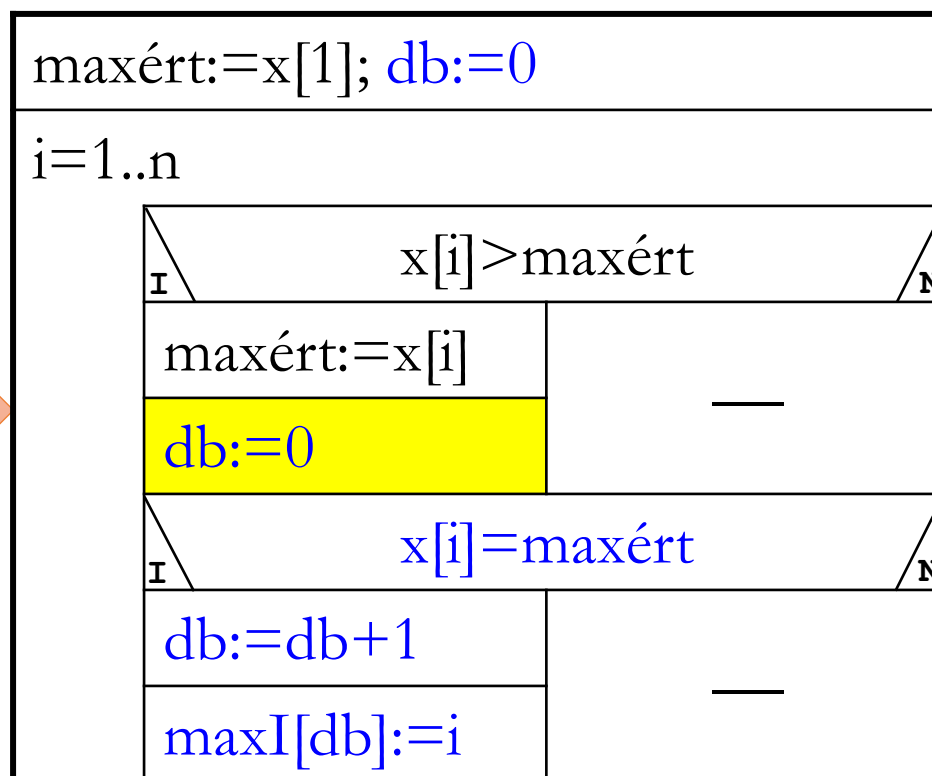 maxért:=x[1]; db:=0
i=1..n
x[i]>maxért
I
N
maxért:=x[i]
db:=0
x[i]=maxért
I
N
db:=db+1
maxI[db]:=i